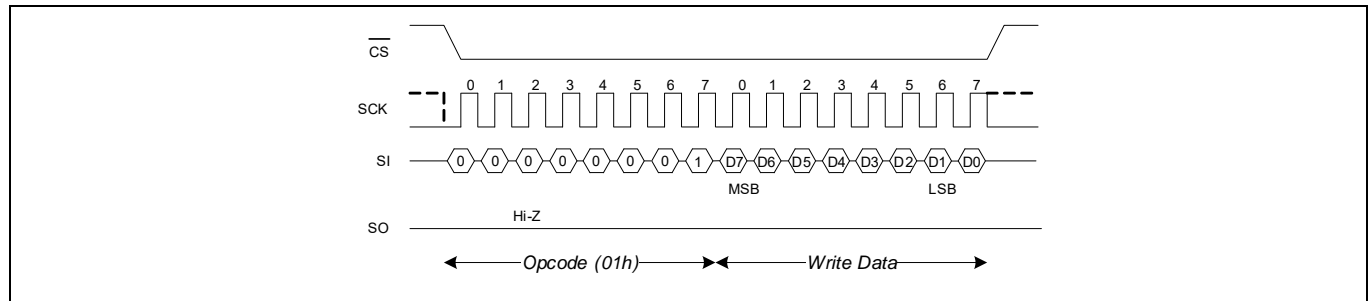 CS
0 1 2 3 4 5 6 7 0 1 2 3 4 5 6 7
SCK
SI 0 0 0 0 0 0 0 1 D7 D6 D5 D4 D3 D2 D1 D0
MSB LSB
Hi-Z
SO
Opcode (01h) Write Data